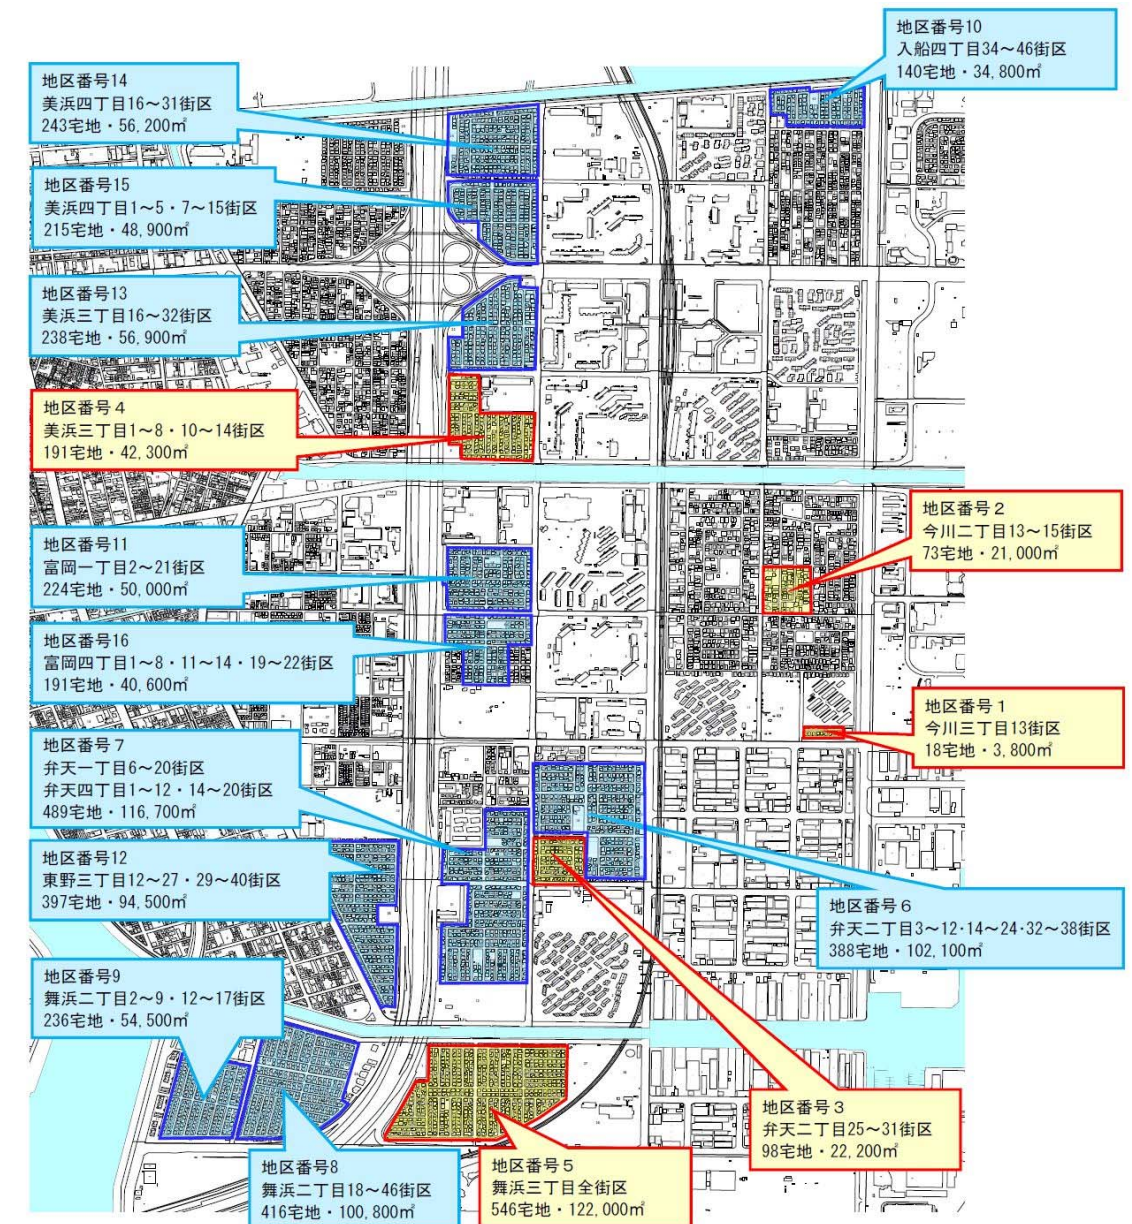 地区番号10
入船四丁目34～46街区
140宅地・34,800㎡
地区番号14
美浜四丁目16～31街区
243宅地・56,200㎡
地区番号15
美浜四丁目1～5・7～15街区
215宅地・48,900㎡
地区番号13
美浜三丁目16～32街区
238宅地・56,900㎡
地区番号4
美浜三丁目1～8・10～14街区
191宅地・42,300㎡
地区番号2
今川二丁目13～15街区
73宅地・21,000㎡
地区番号11
富岡一丁目2～21街区
224宅地・50,000㎡
地区番号16
富岡四丁目1～8・11～14・19～22街区
191宅地・40,600㎡
地区番号1
今川三丁目13街区
18宅地・3,800㎡
地区番号7
弁天一丁目6～20街区
弁天四丁目1～12・14～20街区
489宅地・116,700㎡
地区番号12
東野三丁目12～27・29～40街区
397宅地・94,500㎡
地区番号6
弁天二丁目3～12・14～24・32～38街区
388宅地・102,100㎡
地区番号9
舞浜二丁目2～9・12～17街区
236宅地・54,500㎡
地区番号3
弁天二丁目25～31街区
98宅地・22,200㎡
地区番号8
舞浜二丁目18～46街区
416宅地・100,800㎡
地区番号5
舞浜三丁目全街区
546宅地・122,000㎡